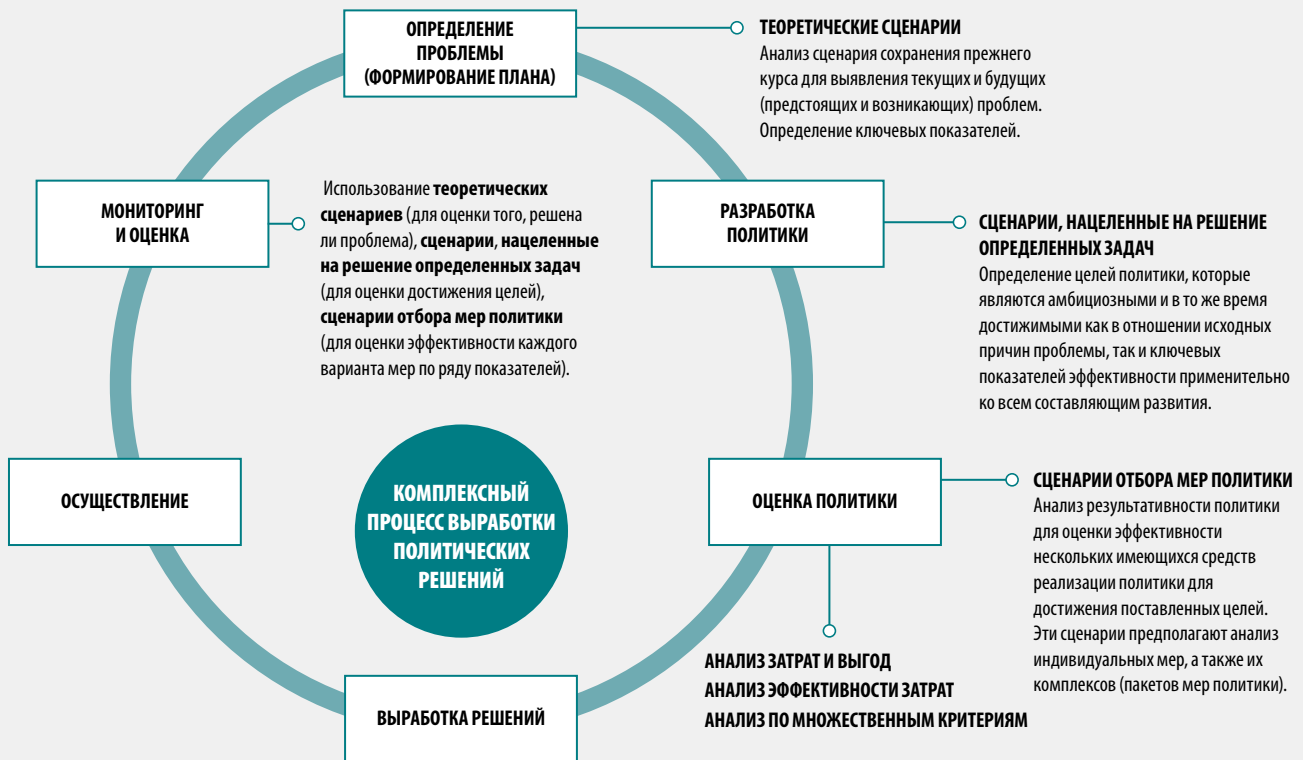 ОПРЕДЕЛЕНИЕ
ПРОБЛЕМЫ
(ФОРМИРОВАНИЕ ПЛАНА)
ТЕОРЕТИЧЕСКИЕ СЦЕНАРИИ
Анализ сценария сохранения прежнего
курса для выявления текущих и будущих
(предстоящих и возникающих) проблем.
Определение ключевых показателей.
МОНИТОРИНГ
И ОЦЕНКА
Использование теоретических
сценариев (для оценки того, решена
ли проблема), сценарии, нацеленные
на решение определенных задач
(для оценки достижения целей),
сценарии отбора мер политики
(для оценки эффективности каждого
варианта мер по ряду показателей).
РАЗРАБОТКА
ПОЛИТИКИ
СЦЕНАРИИ, НАЦЕЛЕННЫЕ НА РЕШЕНИЕ
ОПРЕДЕЛЕННЫХ ЗАДАЧ
Определение целей политики, которые
являются амбициозными и в то же время
достижимыми как в отношении исходных
причин проблемы, так и ключевых
показателей эффективности применительно
ко всем составляющим развития.
ОСУЩЕСТВЛЕНИЕ
КОМПЛЕКСНЫЙ
ПРОЦЕСС ВЫРАБОТКИ
ПОЛИТИЧЕСКИХ
РЕШЕНИЙ
ОЦЕНКА ПОЛИТИКИ
СЦЕНАРИИ ОТБОРА МЕР ПОЛИТИКИ
Анализ результативности политики
для оценки эффективности
нескольких имеющихся средств
реализации политики для
достижения поставленных целей.
Эти сценарии предполагают анализ
индивидуальных мер, а также их
комплексов (пакетов мер политики).
АНАЛИЗ ЗАТРАТ И ВЫГОД
АНАЛИЗ ЭФФЕКТИВНОСТИ ЗАТРАТ
АНАЛИЗ ПО МНОЖЕСТВЕННЫМ КРИТЕРИЯМ
ВЫРАБОТКА РЕШЕНИЙ